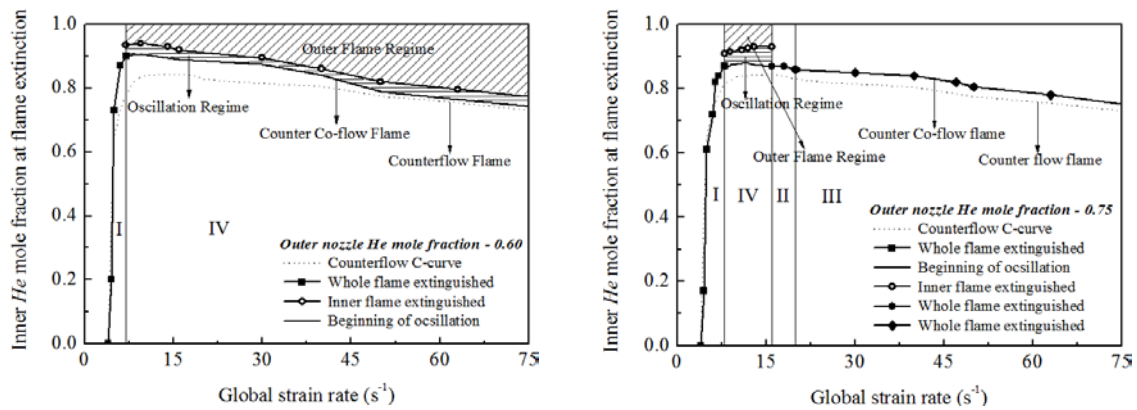 Inner He mole fraction at flame extinction
1.0
0.8
0.6
0.4
0.2
0.0
Outer Flame Regime
Oscillation Regime
Counter Co-flow Flame
Counterflow Flame
I
IV
Outer nozzle He mole fraction - 0.60
Counterflow C-curve
Whole flame extinguished
Inner flame extinguished
Beginning of ocsillation
0 15 30 45 60 75
Global strain rate (s⁻¹)
Inner He mole fraction at flame extinction
1.0
0.8
0.6
0.4
0.2
0.0
Oscillation Regime
Counter Co-flow flame
Outer Flame Regime
Counter flow flame
I IV II III
Outer nozzle He mole fraction - 0.75
Counterflow C-curve
Whole flame extinguished
Beginning of ocsillation
Inner flame extinguished
Whole flame extinguished
Whole flame extinguished
0 15 30 45 60 75
Global strain rate (s⁻¹)